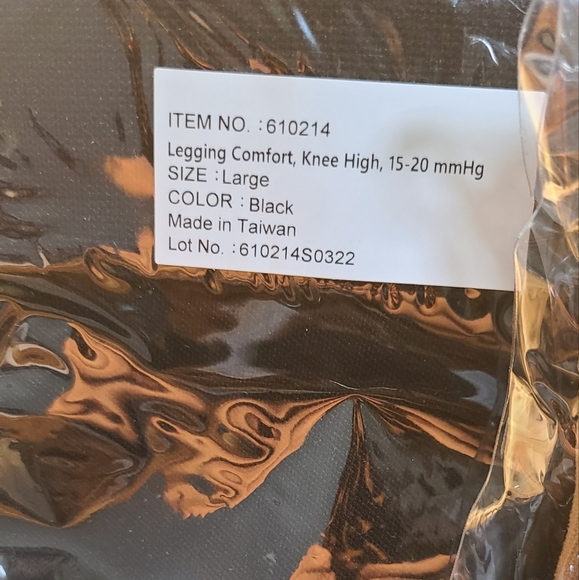 ITEM NO. :610214
Legging Comfort, Knee High, 15-20 mmHg
SIZE :Large
COLOR :Black
Made in Taiwan
Lot No. :610214S0322